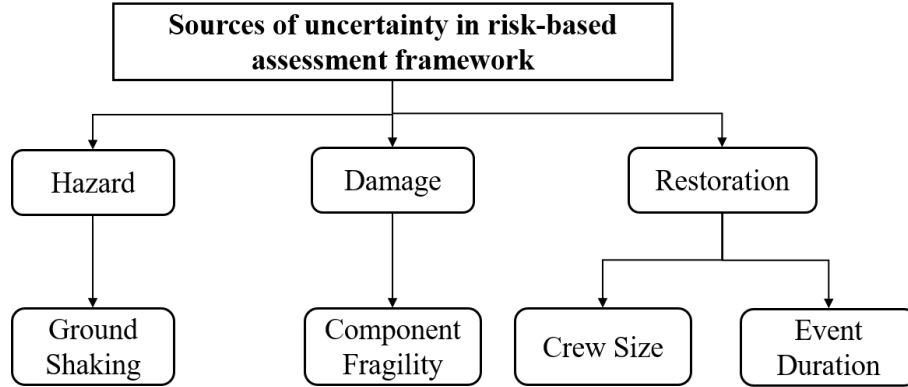 Sources of uncertainty in risk-based
assessment framework
Hazard
Damage
Restoration
Ground
Shaking
Component
Fragility
Crew Size
Event
Duration